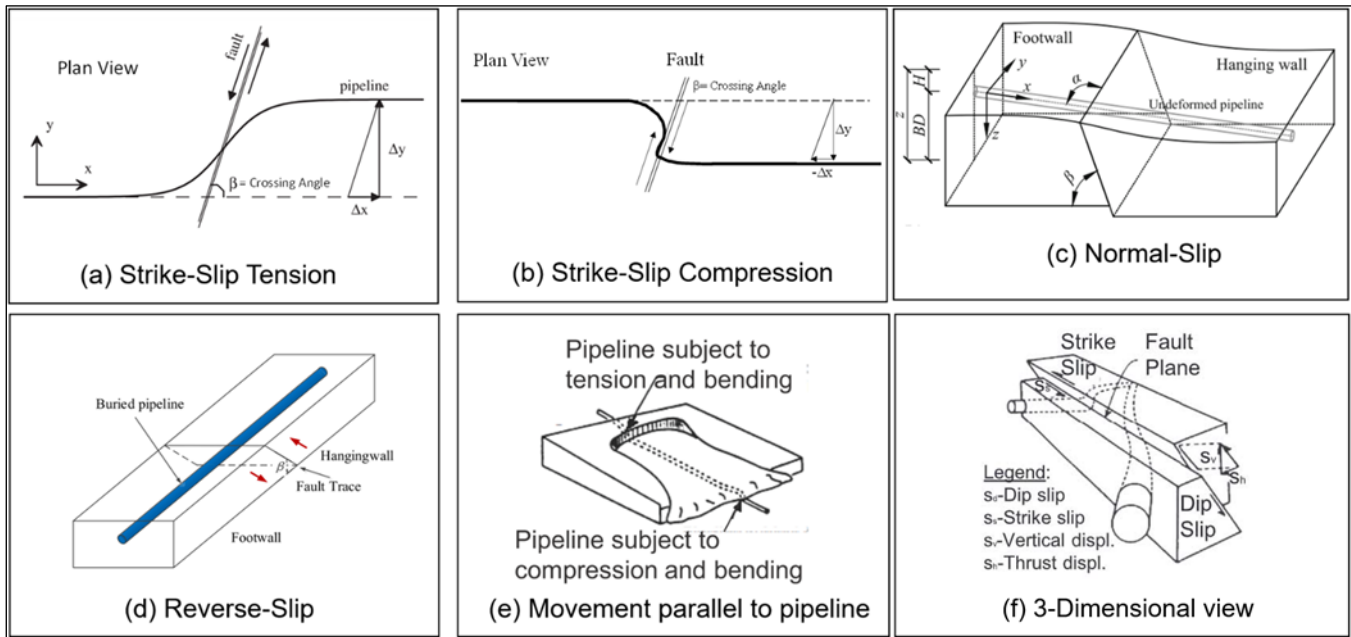 Plan View
fault
pipeline
y
x
Δy
β= Crossing Angle
Δx
(a) Strike-Slip Tension
Plan View
Fault
β= Crossing Angle
Δy
-Δx
(b) Strike-Slip Compression
Footwall
Hanging wall
y
α
x
Undeformed pipeline
H
z
BD
z
β
(c) Normal-Slip
Buried pipeline
Hangingwall
β
Fault Trace
Footwall
(d) Reverse-Slip
Pipeline subject to
tension and bending
Pipeline subject to
compression and bending
(e) Movement parallel to pipeline
Strike
Slip
Fault
Plane
Ss
Sv
Sh
Dip
Slip
Legend:
sd-Dip slip
ss-Strike slip
sv-Vertical displ.
sh-Thrust displ.
(f) 3-Dimensional view